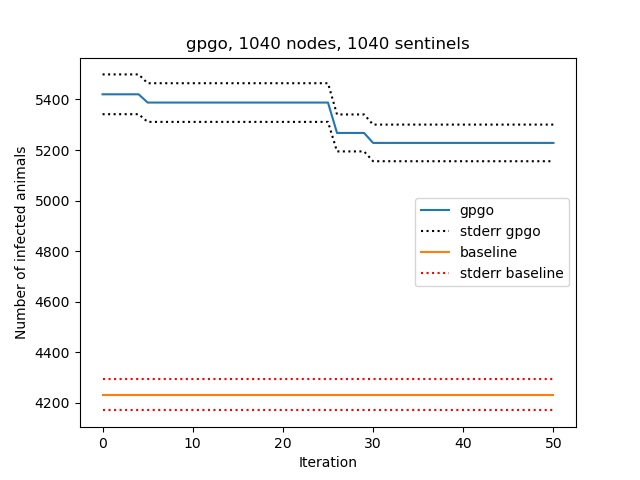 gpgo, 1040 nodes, 1040 sentinels
Number of infected animals
5400
5200
5000
4800
4600
4400
4200
gpgo
stderr gpgo
baseline
stderr baseline
0 10 20 30 40 50
Iteration